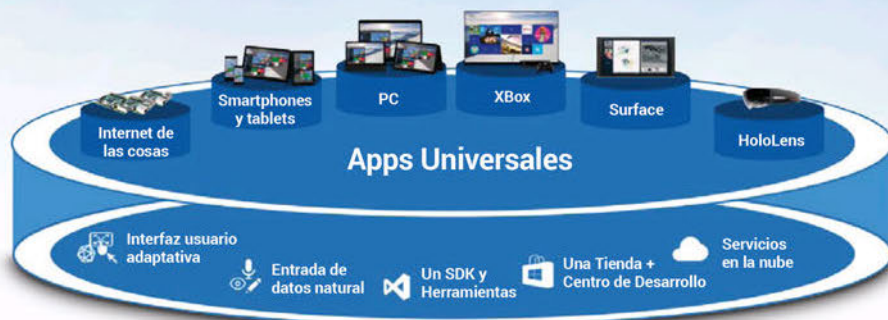 Internet de
las cosas
Smartphones
y tablets
PC
XBox
Surface
HoloLens
Apps Universales
Interfaz usuario
adaptativa
Entrada de
datos natural
Un SDK y
Herramientas
Una Tienda +
Centro de Desarrollo
Servicios
en la nube